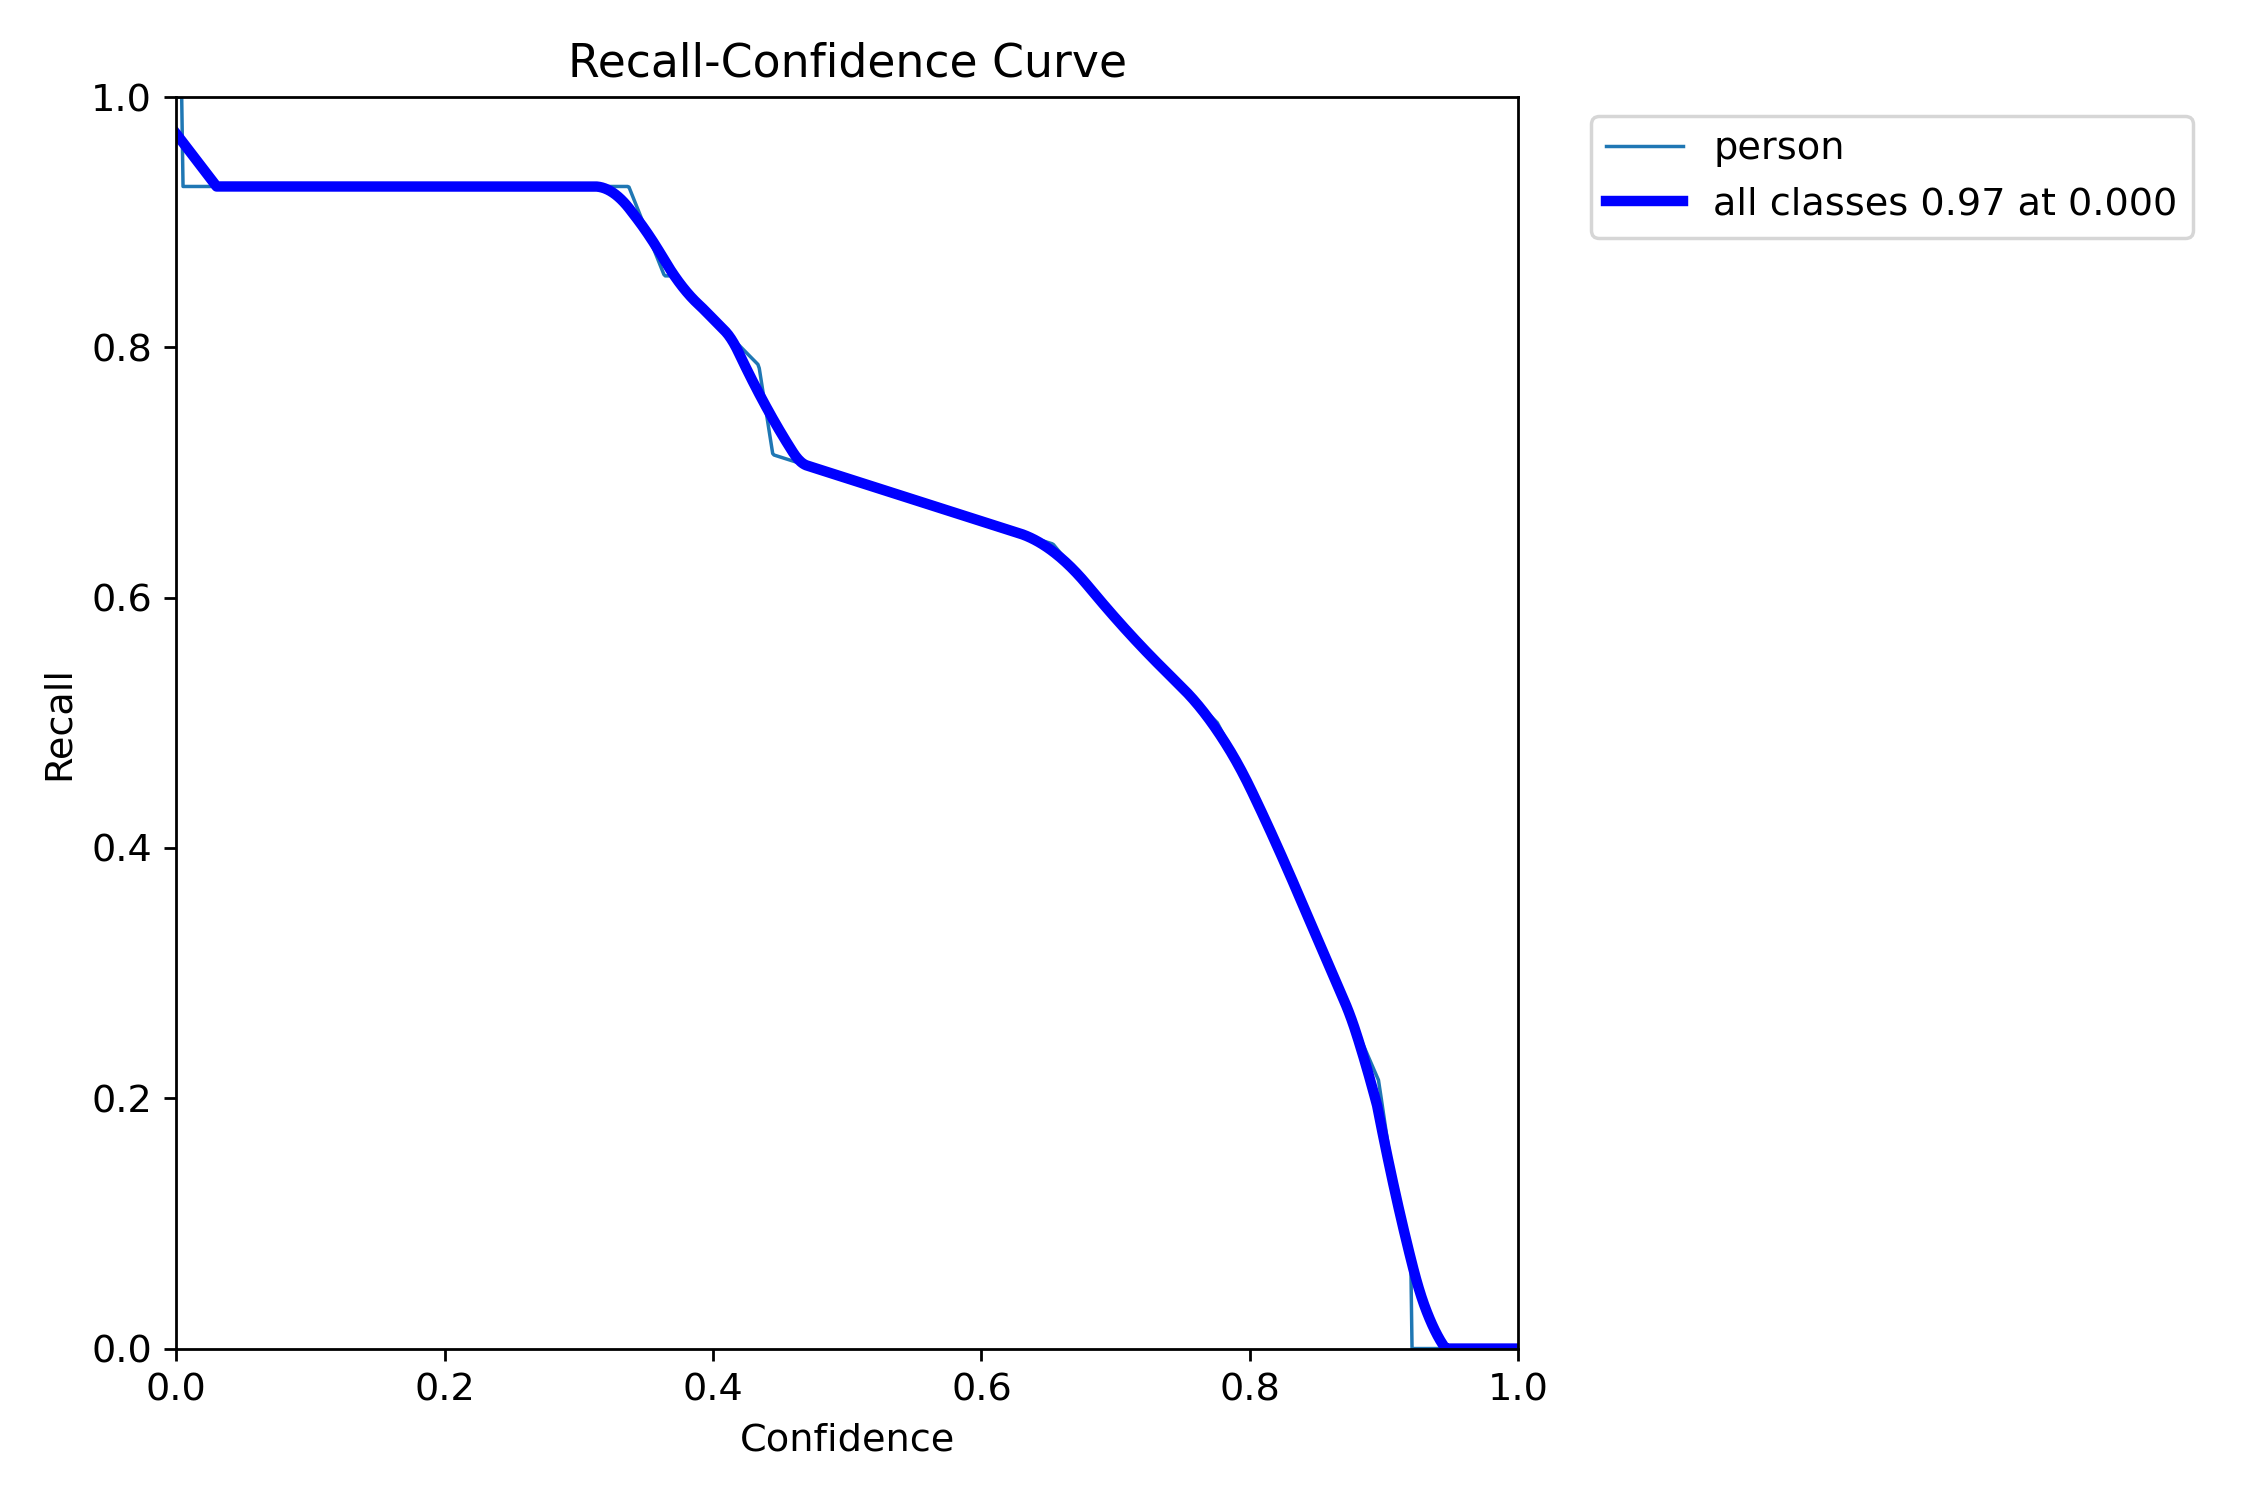 Recall-Confidence Curve
1.0
0.8
0.6
0.4
0.2
0.0
Recall
0.0 0.2 0.4 0.6 0.8 1.0
Confidence
person
all classes 0.97 at 0.000